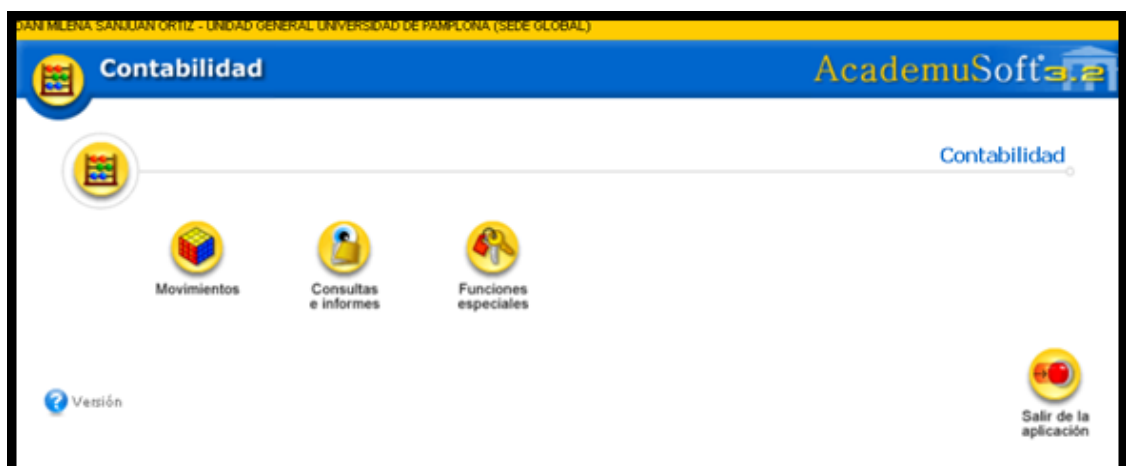 DANI MILENA SANJUAN ORTIZ - UNIDAD GENERAL UNIVERSIDAD DE PAMPLONA (SEDE GLOBAL)
Contabilidad
AcademuSoft 3.2
Contabilidad
Movimientos
Consultas
e informes
Funciones
especiales
Versión
Salir de la
aplicación